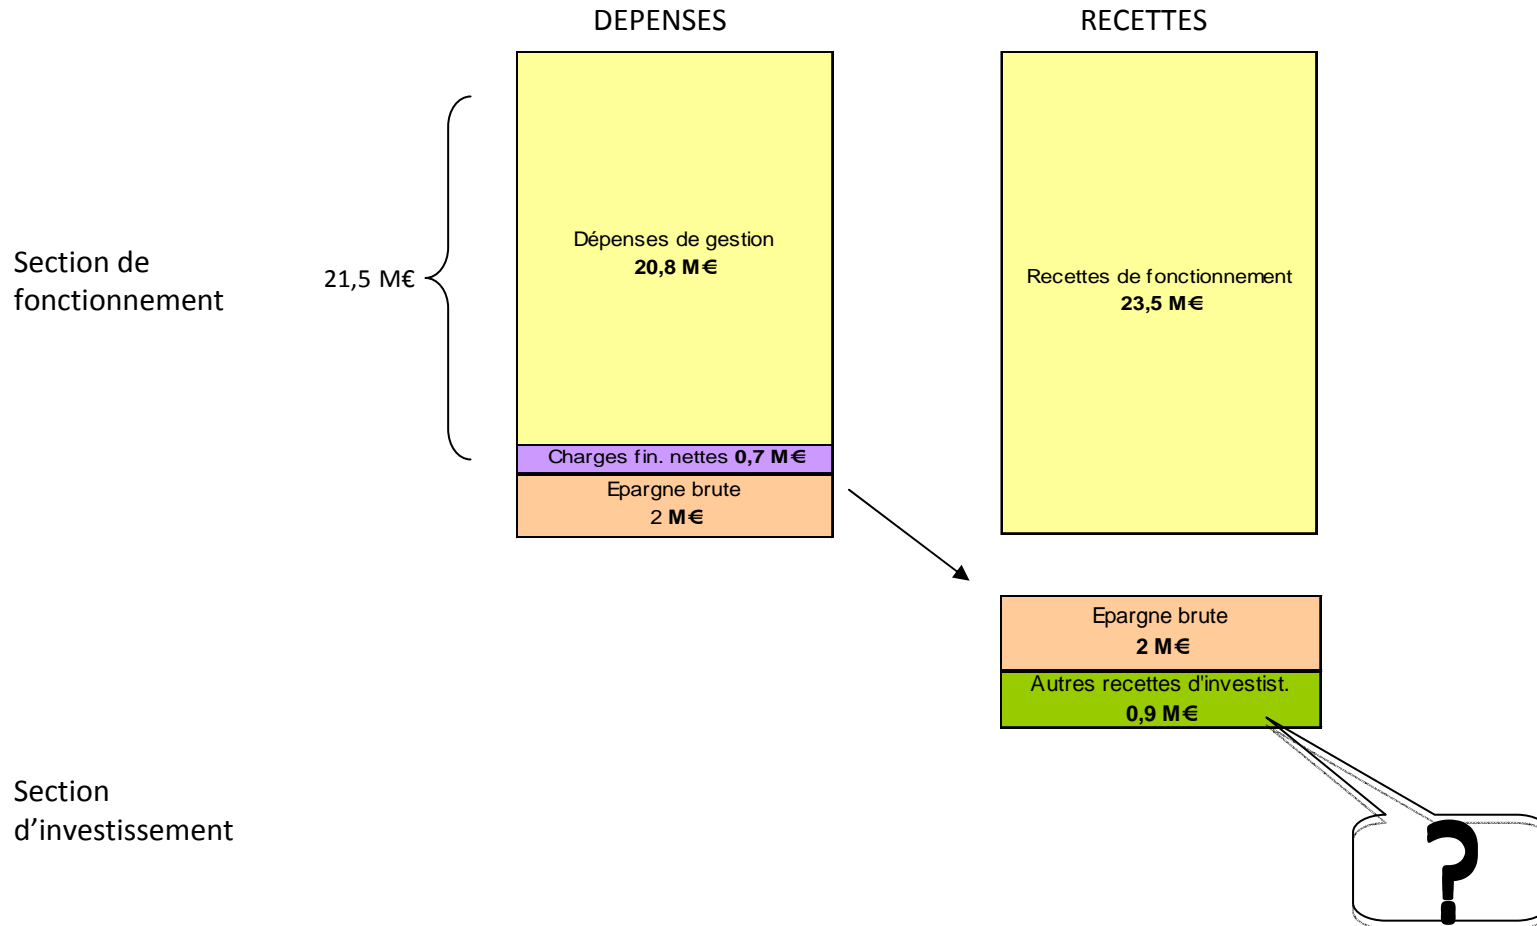 DEPENSES
RECETTES
Section de
fonctionnement
21,5 M€
Dépenses de gestion
20,8 M€
Charges fin. nettes 0,7 M€
Epargne brute
2 M€
Recettes de fonctionnement
23,5 M€
Epargne brute
2 M€
Autres recettes d'investist.
0,9 M€
Section
d’investissement
?